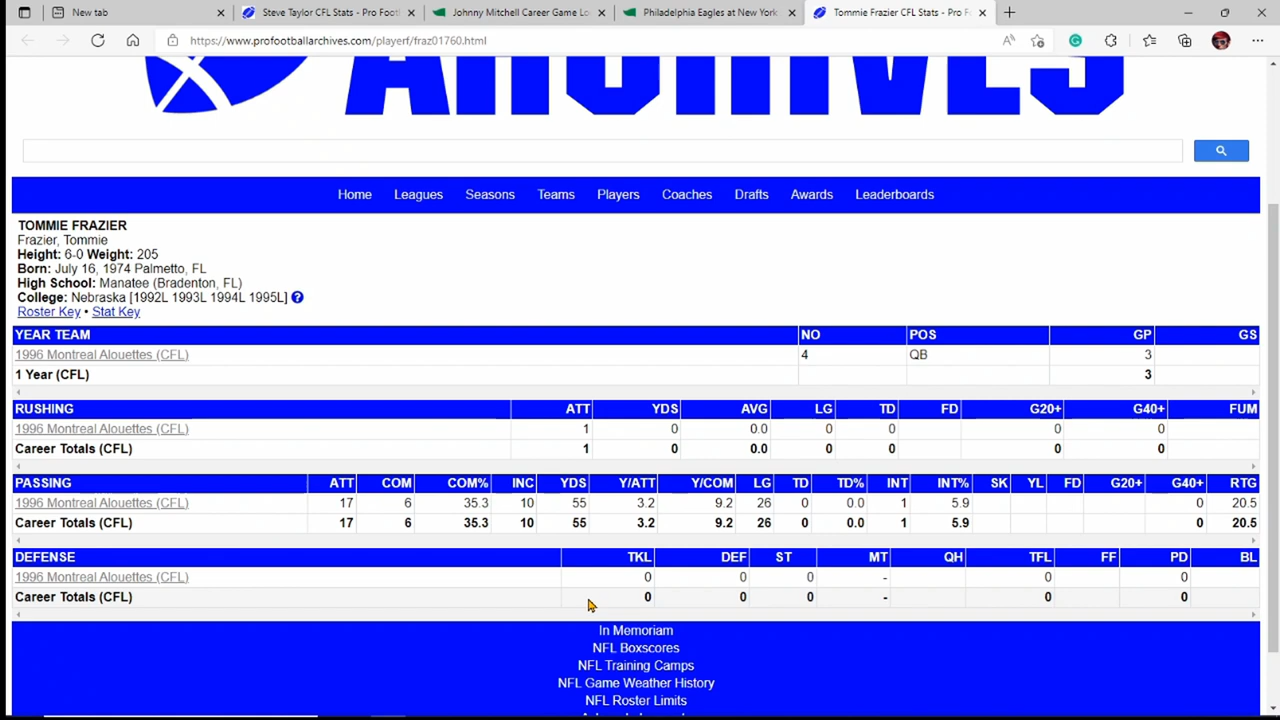 New tab
Steve Taylor CFL Stats - Pro Footl
Johnny Mitchell Career Game Lo
Philadelphia Eagles at New York
Tommie Frazier CFL Stats - Pro F
https://www.profootballarchives.com/playerf/fraz01760.html
ARCHIVES
Home Leagues Seasons Teams Players Coaches Drafts Awards Leaderboards
TOMMIE FRAZIER
Frazier, Tommie
Height: 6-0 Weight: 205
Born: July 16, 1974 Palmetto, FL
High School: Manatee (Bradenton, FL)
College: Nebraska [1992L 1993L 1994L 1995L] ?
Roster Key • Stat Key
YEAR TEAM NO POS GP GS
1996 Montreal Alouettes (CFL) 4 QB 3
1 Year (CFL) 3
RUSHING ATT YDS AVG LG TD FD G20+ G40+ FUM
1996 Montreal Alouettes (CFL) 1 0 0.0 0 0 0 0
Career Totals (CFL) 1 0 0.0 0 0 0 0
PASSING ATT COM COM% INC YDS Y/ATT Y/COM LG TD TD% INT INT% SK YL FD G20+ G40+ RTG
1996 Montreal Alouettes (CFL) 17 6 35.3 10 55 3.2 9.2 26 0 0.0 1 5.9 0 20.5
Career Totals (CFL) 17 6 35.3 10 55 3.2 9.2 26 0 0.0 1 5.9 0 20.5
DEFENSE TKL DEF ST MT QH TFL FF PD BL
1996 Montreal Alouettes (CFL) 0 0 0 - 0 0
Career Totals (CFL) 0 0 0 - 0 0
In Memoriam
NFL Boxscores
NFL Training Camps
NFL Game Weather History
NFL Roster Limits